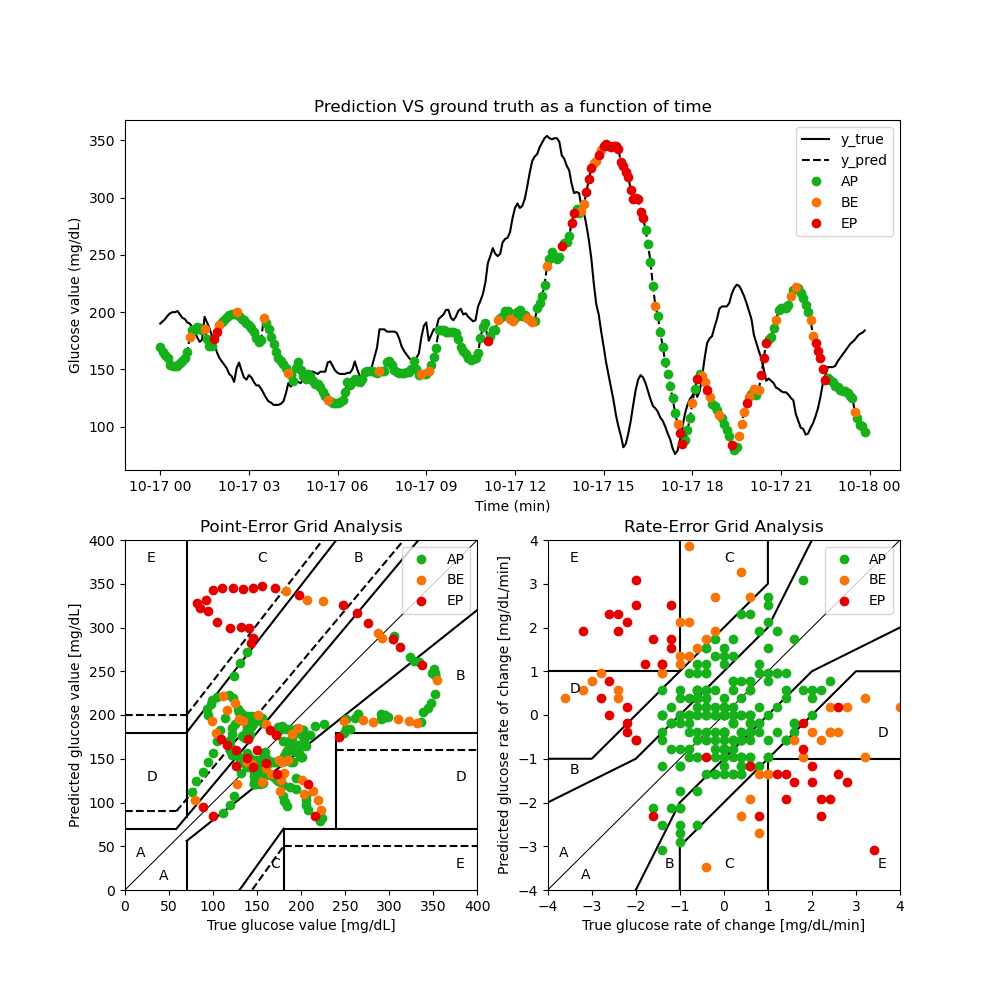 Prediction VS ground truth as a function of time
Glucose value (mg/dL)
350
300
250
200
150
100
y_true
y_pred
AP
BE
EP
10-17 00 10-17 03 10-17 06 10-17 09 10-17 12 10-17 15 10-17 18 10-17 21 10-18 00
Time (min)
Point-Error Grid Analysis
Predicted glucose value [mg/dL]
400
350
300
250
200
150
100
50
0
E C B
B
D D
A
A C E
AP
BE
EP
0 50 100 150 200 250 300 350 400
True glucose value [mg/dL]
Rate-Error Grid Analysis
Predicted glucose rate of change [mg/dL/min]
4
3
2
1
0
−1
−2
−3
−4
E C
D
D
B
A
A B C E
AP
BE
EP
−4 −3 −2 −1 0 1 2 3 4
True glucose rate of change [mg/dL/min]